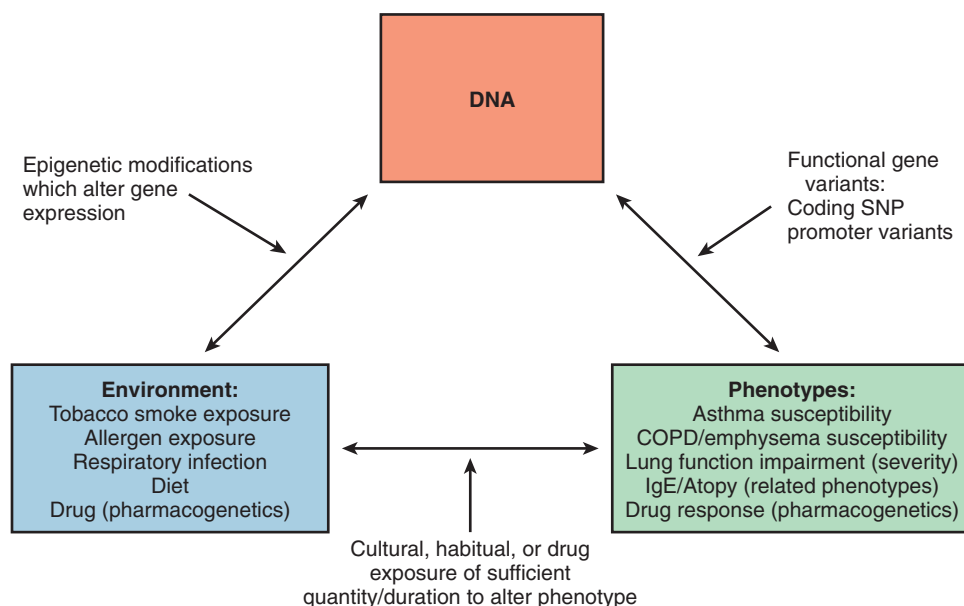 DNA
Epigenetic modifications
which alter gene
expression
Functional gene
variants:
Coding SNP
promoter variants
Environment:
Tobacco smoke exposure
Allergen exposure
Respiratory infection
Diet
Drug (pharmacogenetics)
Phenotypes:
Asthma susceptibility
COPD/emphysema susceptibility
Lung function impairment (severity)
IgE/Atopy (related phenotypes)
Drug response (pharmacogenetics)
Cultural, habitual, or drug
exposure of sufficient
quantity/duration to alter phenotype